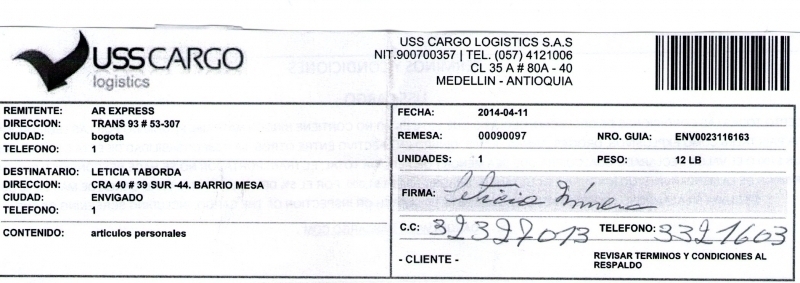 USS CARGO
logistics
USS CARGO LOGISTICS S.A.S
NIT.900700357 | TEL. (057) 4121006
CL 35 A # 80A - 40
MEDELLIN - ANTIOQUIA
REMITENTE: AR EXPRESS
DIRECCION: TRANS 93 # 53-307
CIUDAD: bogota
TELEFONO: 1
DESTINATARIO: LETICIA TABORDA
DIRECCION: CRA 40 # 39 SUR -44. BARRIO MESA
CIUDAD: ENVIGADO
TELEFONO: 1
CONTENIDO: articulos personales
FECHA: 2014-04-11
REMESA: 00090097 NRO. GUIA: ENV0023116163
UNIDADES: 1 PESO: 12 LB
FIRMA: leticia
C.C: 32327013 TELEFONO: 3321603
- CLIENTE - REVISAR TERMINOS Y CONDICIONES AL
RESPALDO